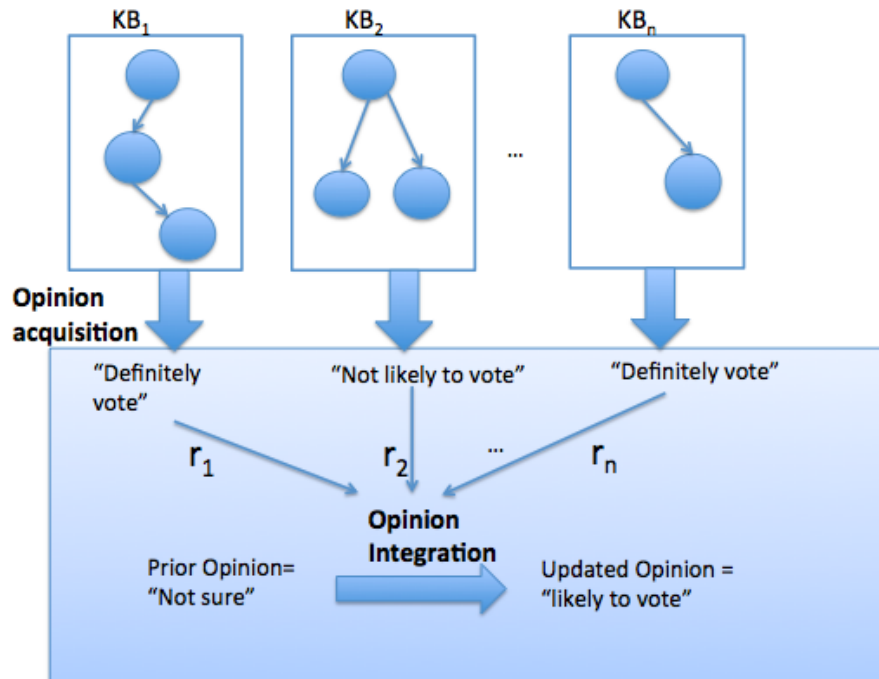 KB₁
KB₂
KBₙ
...
Opinion
acquisition
“Definitely
vote”
“Not likely to vote”
“Definitely vote”
r₁
r₂
...
rₙ
Opinion
Integration
Prior Opinion=
“Not sure”
Updated Opinion =
“likely to vote”